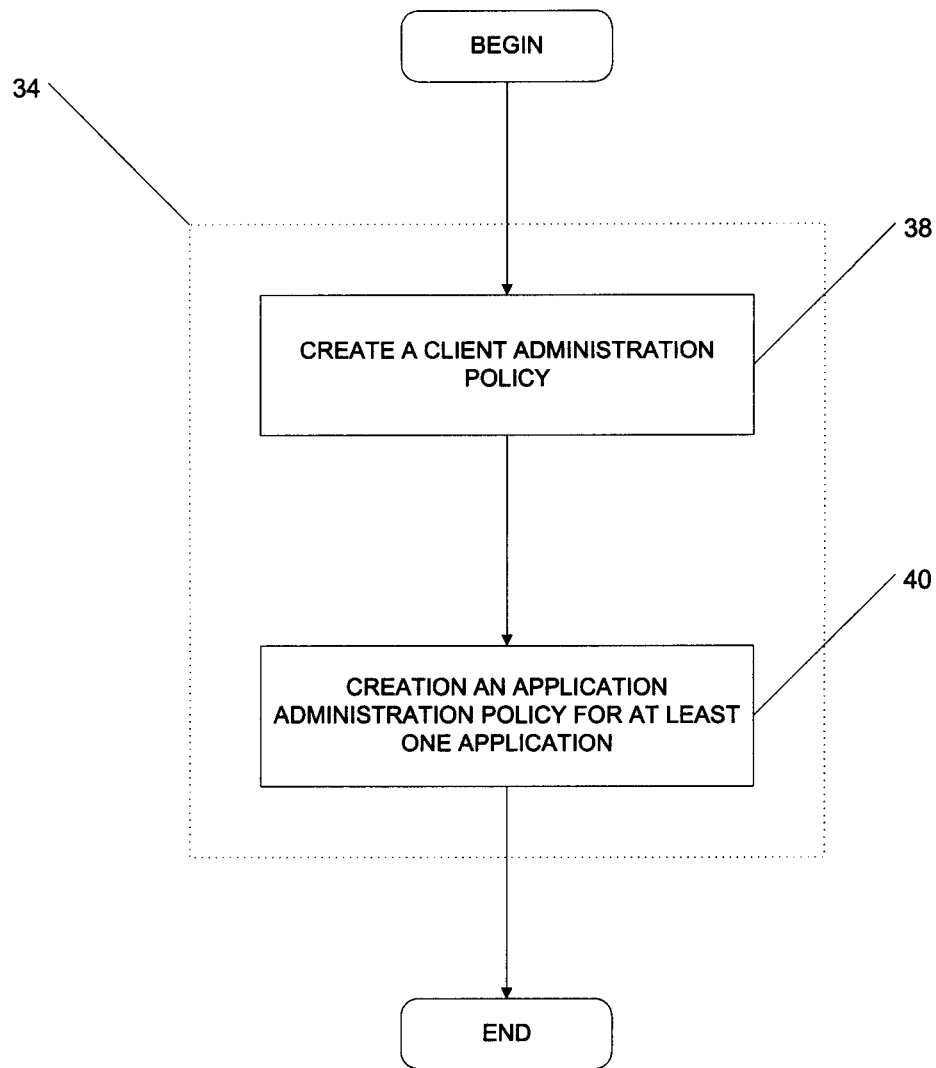 BEGIN
34
38
CREATE A CLIENT ADMINISTRATION
POLICY
40
CREATION AN APPLICATION
ADMINISTRATION POLICY FOR AT LEAST
ONE APPLICATION
END